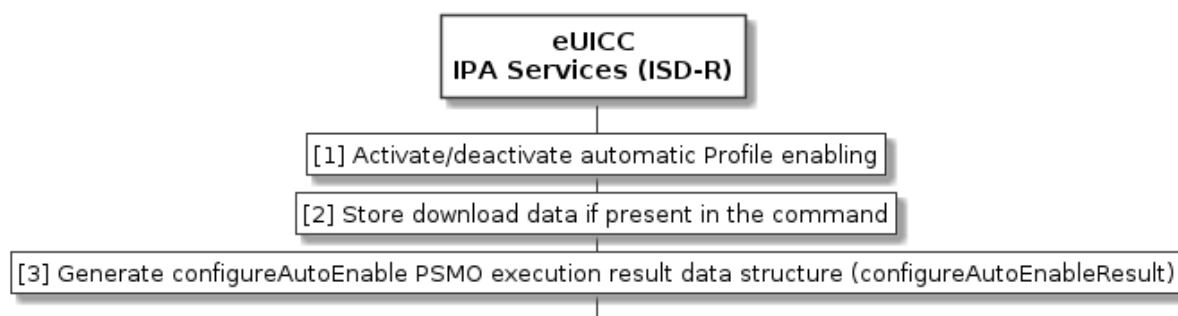 eUICC
IPA Services (ISD-R)
[1] Activate/deactivate automatic Profile enabling
[2] Store download data if present in the command
[3] Generate configureAutoEnable PSMO execution result data structure (configureAutoEnableResult)